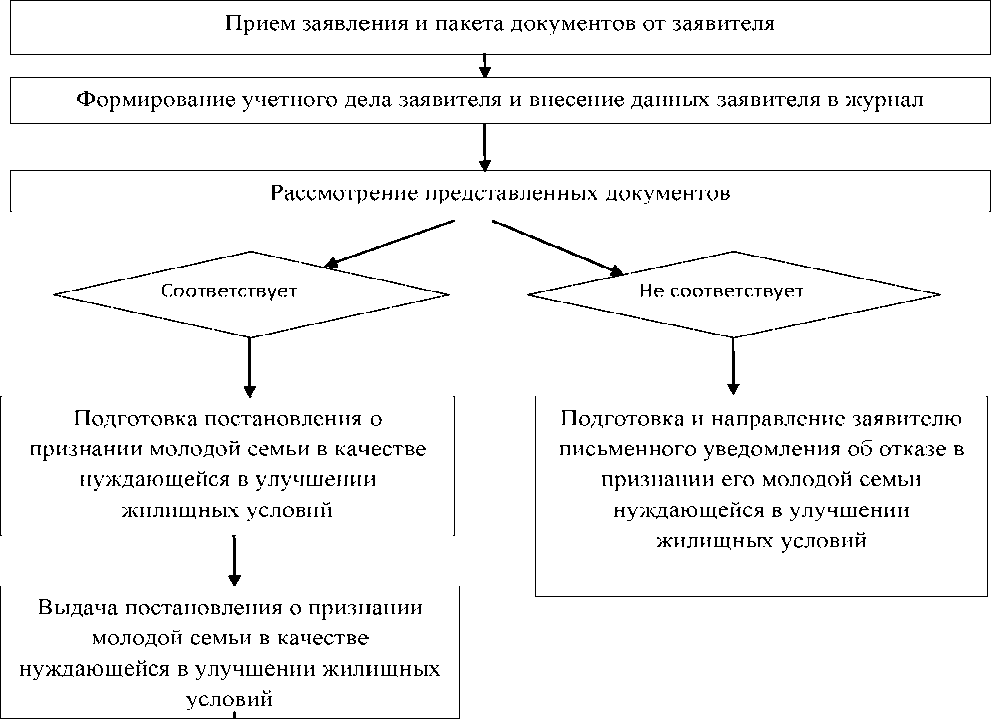 Прием заявления и пакета документов от заявителя
Формирование учетного дела заявителя и внесение данных заявителя в журнал
Рассмотрение представленных документов
Соответствует
Не соответствует
Подготовка постановления о
признании молодой семьи в качестве
нуждающейся в улучшении
жилищных условий
Подготовка и направление заявителю
письменного уведомления об отказе в
признании его молодой семьи
нуждающейся в улучшении
жилищных условий
Выдача постановления о признании
молодой семьи в качестве
нуждающейся в улучшении жилищных
условий